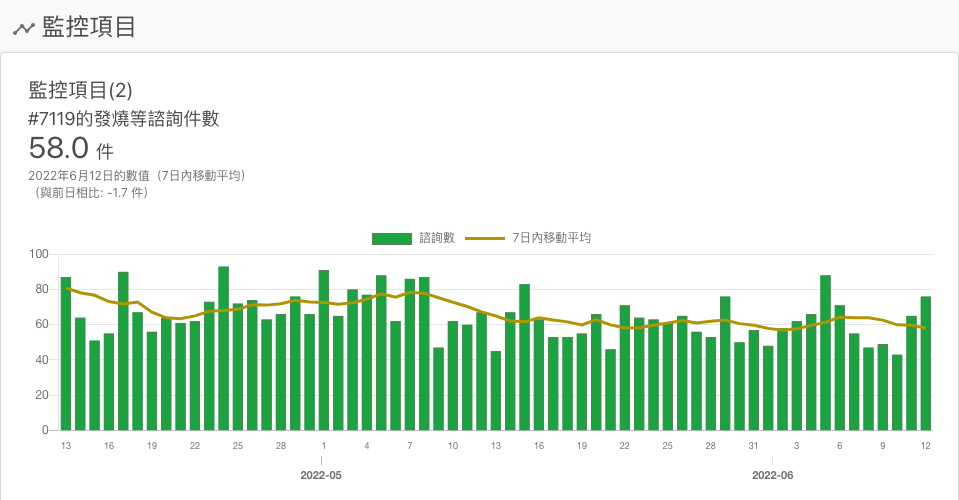 監控項目
監控項目(2)
#7119的發燒等諮詢件數
58.0 件
2022年6月12日的數值（7日內移動平均）
（與前日相比: -1.7 件）
諮詢數 7日內移動平均
100
80
60
40
20
0
13 16 19 22 25 28 1 4 7 10 13 16 19 22 25 28 31 3 6 9 12
2022-05 2022-06